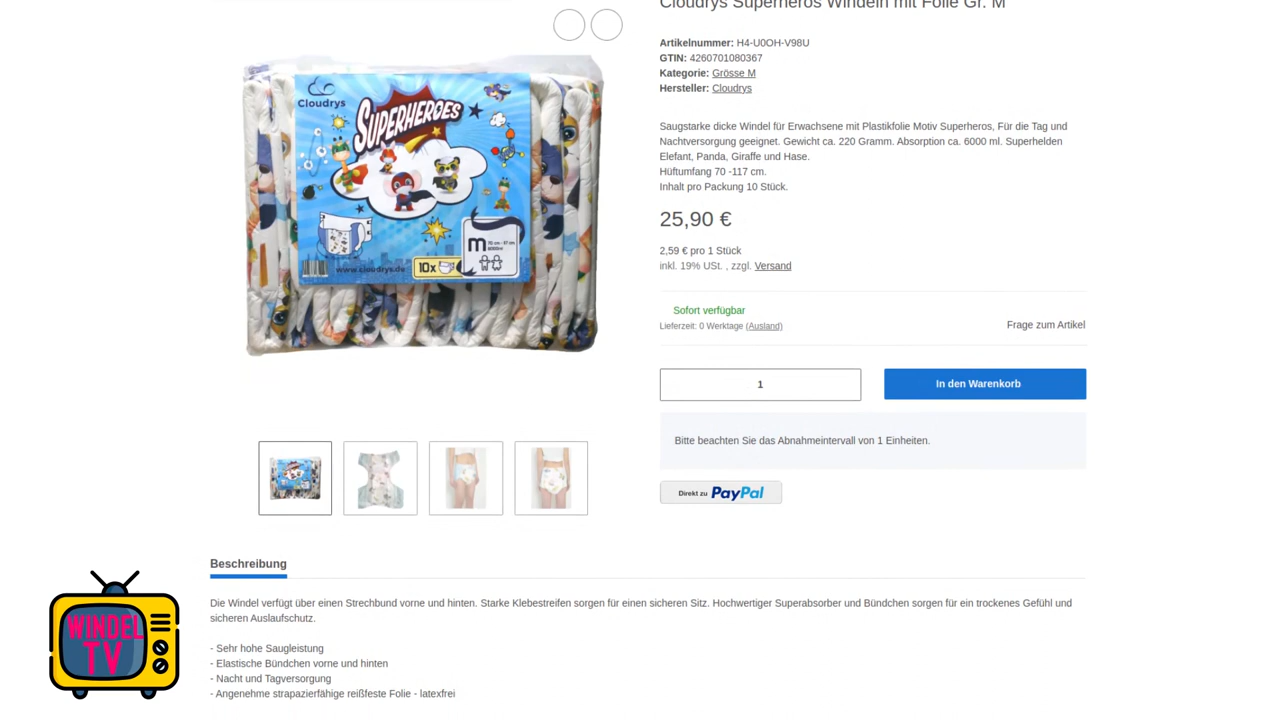 Cloudrys Superheros Windeln mit Folie Gr. M
Artikelnummer: H4-U0OH-V98U
GTIN: 4260701080367
Kategorie: Grösse M
Hersteller: Cloudrys
Saugstarke dicke Windel für Erwachsene mit Plastikfolie Motiv Superheros, Für die Tag und
Nachtversorgung geeignet. Gewicht ca. 220 Gramm. Absorption ca. 6000 ml. Superhelden
Elefant, Panda, Giraffe und Hase.
Hüftumfang 70 -117 cm.
Inhalt pro Packung 10 Stück.
25,90 €
2,59 € pro 1 Stück
inkl. 19% USt. , zzgl. Versand
Sofort verfügbar
Lieferzeit: 0 Werktage (Ausland)
Frage zum Artikel
1
In den Warenkorb
Bitte beachten Sie das Abnahmeintervall von 1 Einheiten.
Direkt zu PayPal
Cloudrys
SUPERHEROES
M
10x
www.cloudrys.de
Beschreibung
Die Windel verfügt über einen Strechbund vorne und hinten. Starke Klebestreifen sorgen für einen sicheren Sitz. Hochwertiger Superabsorber und Bündchen sorgen für ein trockenes Gefühl und
sicheren Auslaufschutz.
- Sehr hohe Saugleistung
- Elastische Bündchen vorne und hinten
- Nacht und Tagversorgung
- Angenehme strapazierfähige reißfeste Folie - latexfrei
WINDEL
TV